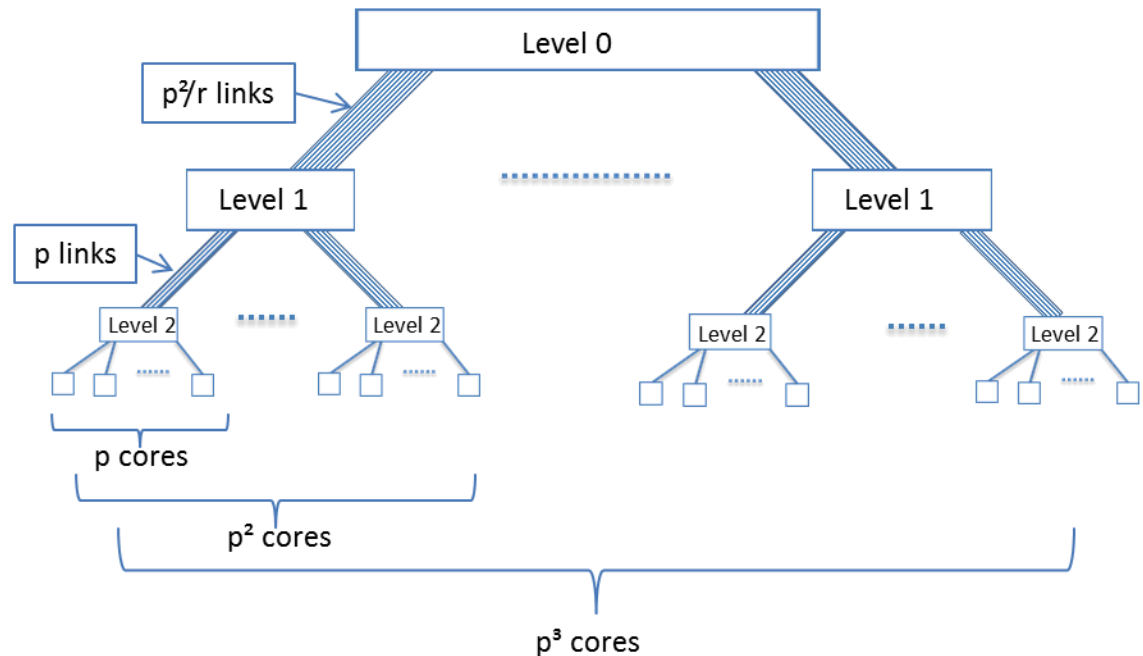 Level 0
p²/r links
Level 1
Level 1
p links
Level 2
Level 2
Level 2
Level 2
p cores
p² cores
p³ cores